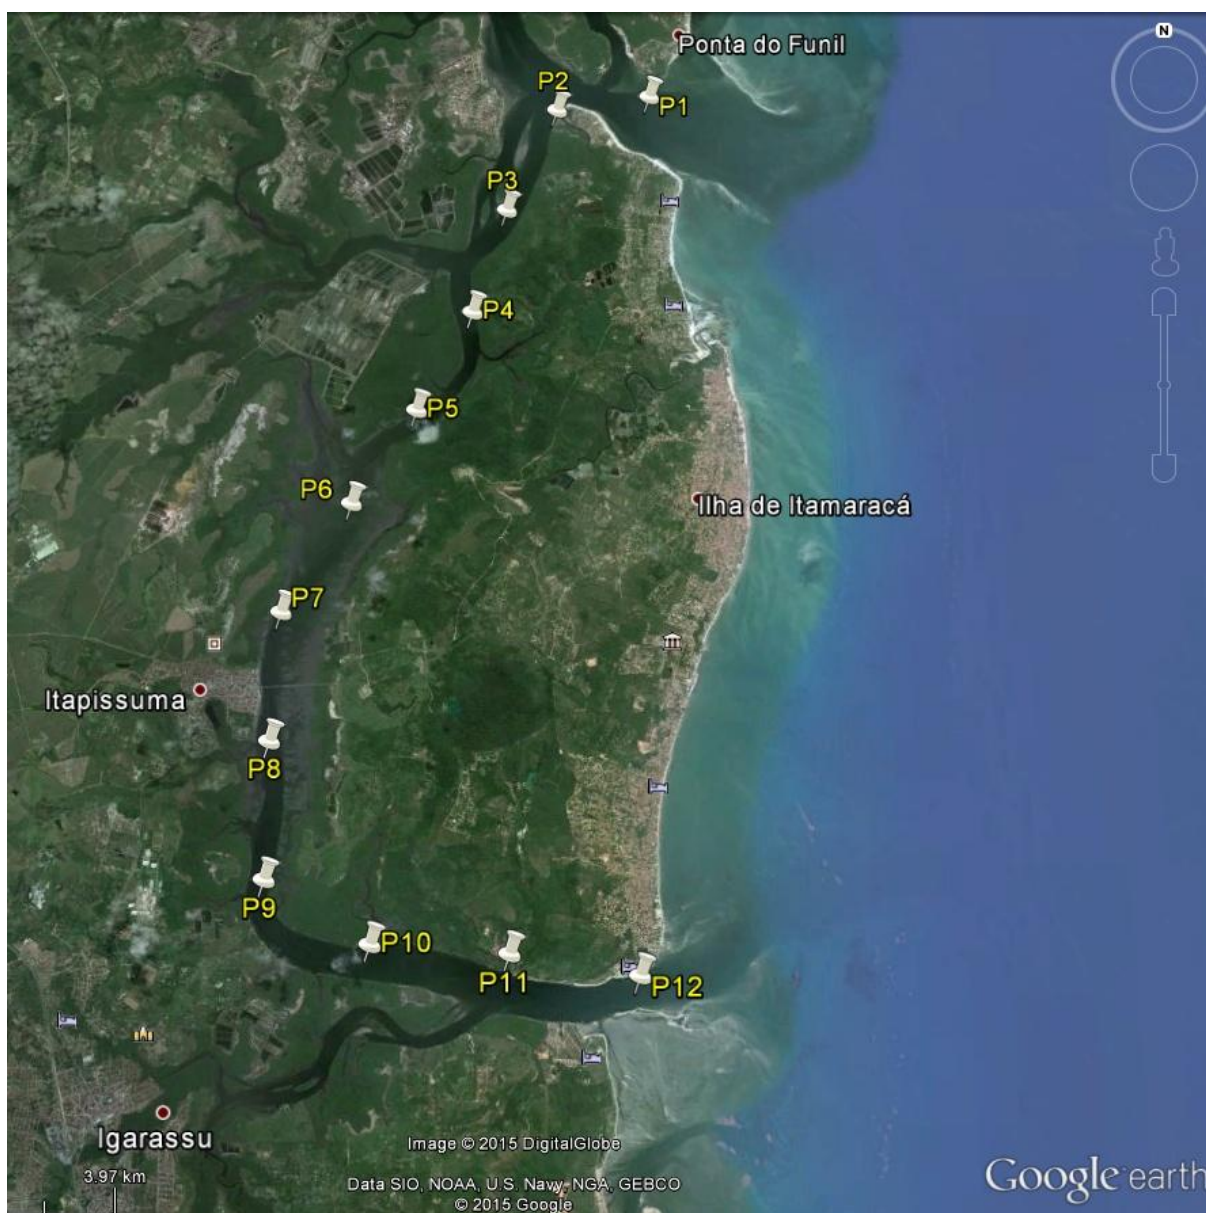 N
Ponta do Funil
P2
P1
P3
P4
P5
P6
Ilha de Itamaracá
P7
Itapissuma
P8
P9
P10
P11
P12
Igarassu
Image © 2015 DigitalGlobe
3.97 km
Data SIO, NOAA, U.S. Navy, NGA, GEBCO
© 2015 Google
Google earth